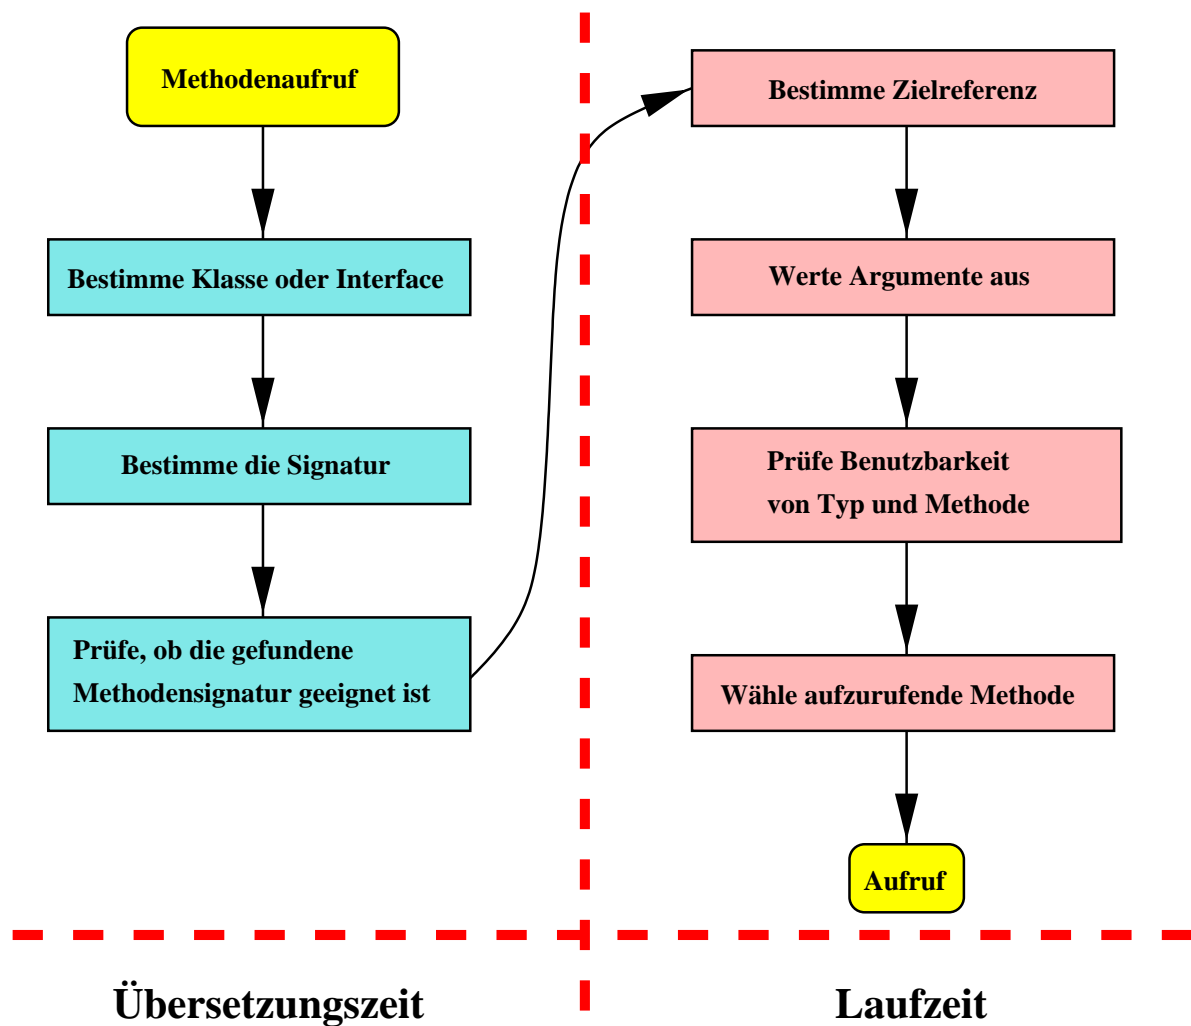 Methodenaufruf
Bestimme Klasse oder Interface
Bestimme die Signatur
Prüfe, ob die gefundene
Methodensignatur geeignet ist
Übersetzungszeit
Bestimme Zielreferenz
Werte Argumente aus
Prüfe Benutzbarkeit
von Typ und Methode
Wähle aufzurufende Methode
Aufruf
Laufzeit